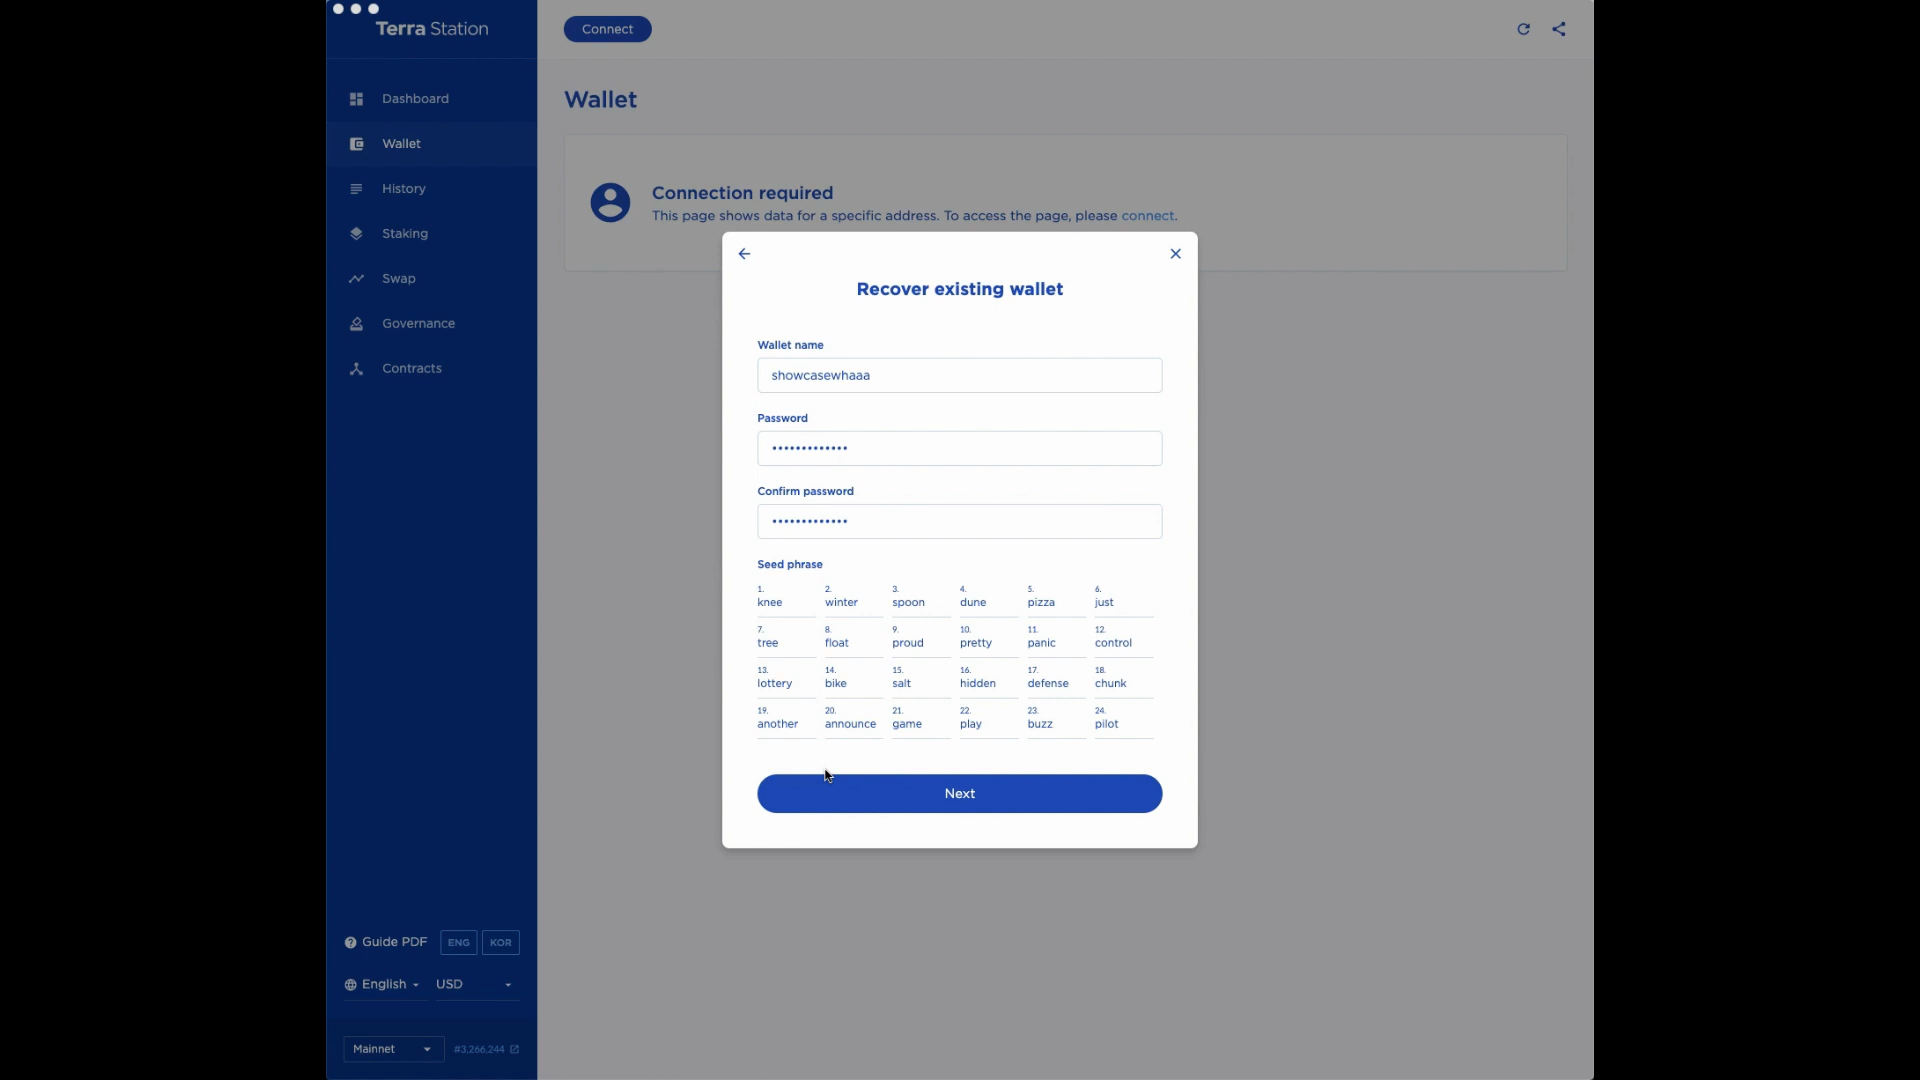 Terra Station
Connect
Dashboard
Wallet
History
Staking
Swap
Governance
Contracts
Wallet
Connection required
This page shows data for a specific address. To access the page, please connect.
Recover existing wallet
Wallet name
showcasewhaaa
Password
•••••••••••••
Confirm password
•••••••••••••
Seed phrase
1. 2. 3. 4. 5. 6.
knee winter spoon dune pizza just
7. 8. 9. 10. 11. 12.
tree float proud pretty panic control
13. 14. 15. 16. 17. 18.
lottery bike salt hidden defense chunk
19. 20. 21. 22. 23. 24.
another announce game play buzz pilot
Next
Guide PDF ENG KOR
English USD
Mainnet #3,266,244